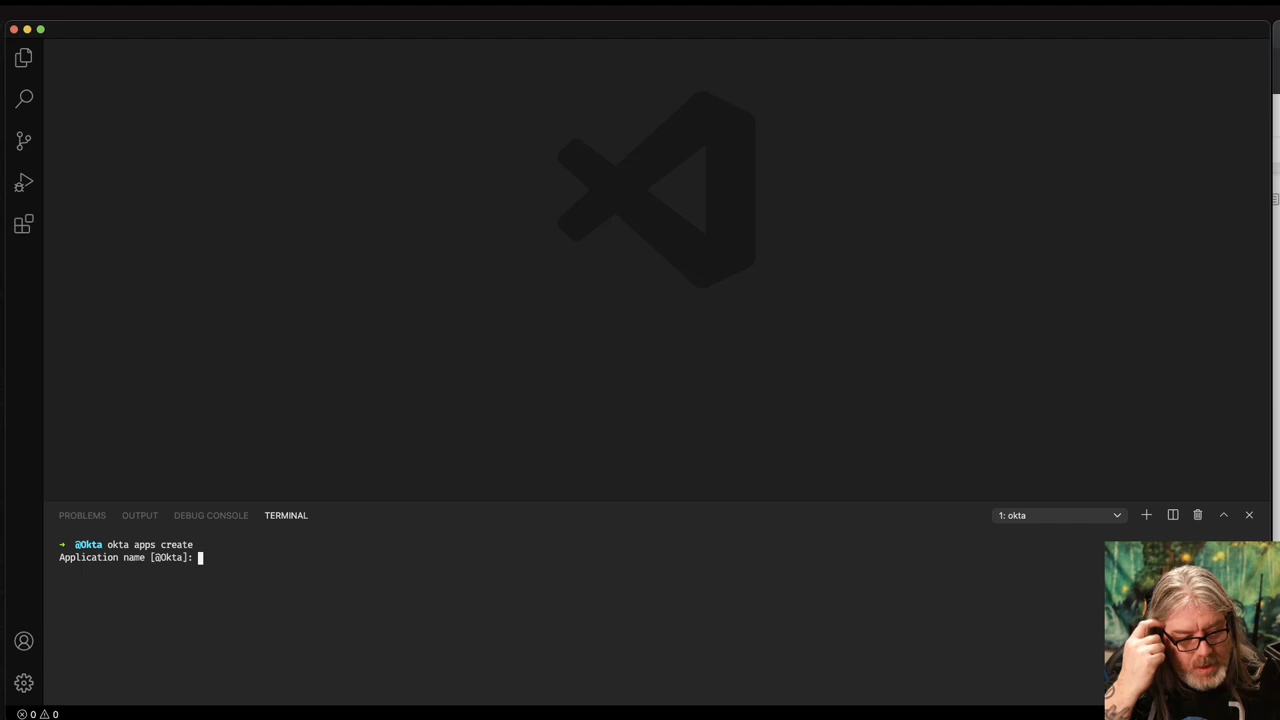 PROBLEMS OUTPUT DEBUG CONSOLE TERMINAL 1: okta
→ @Okta okta apps create
Application name [@Okta]:
0 0